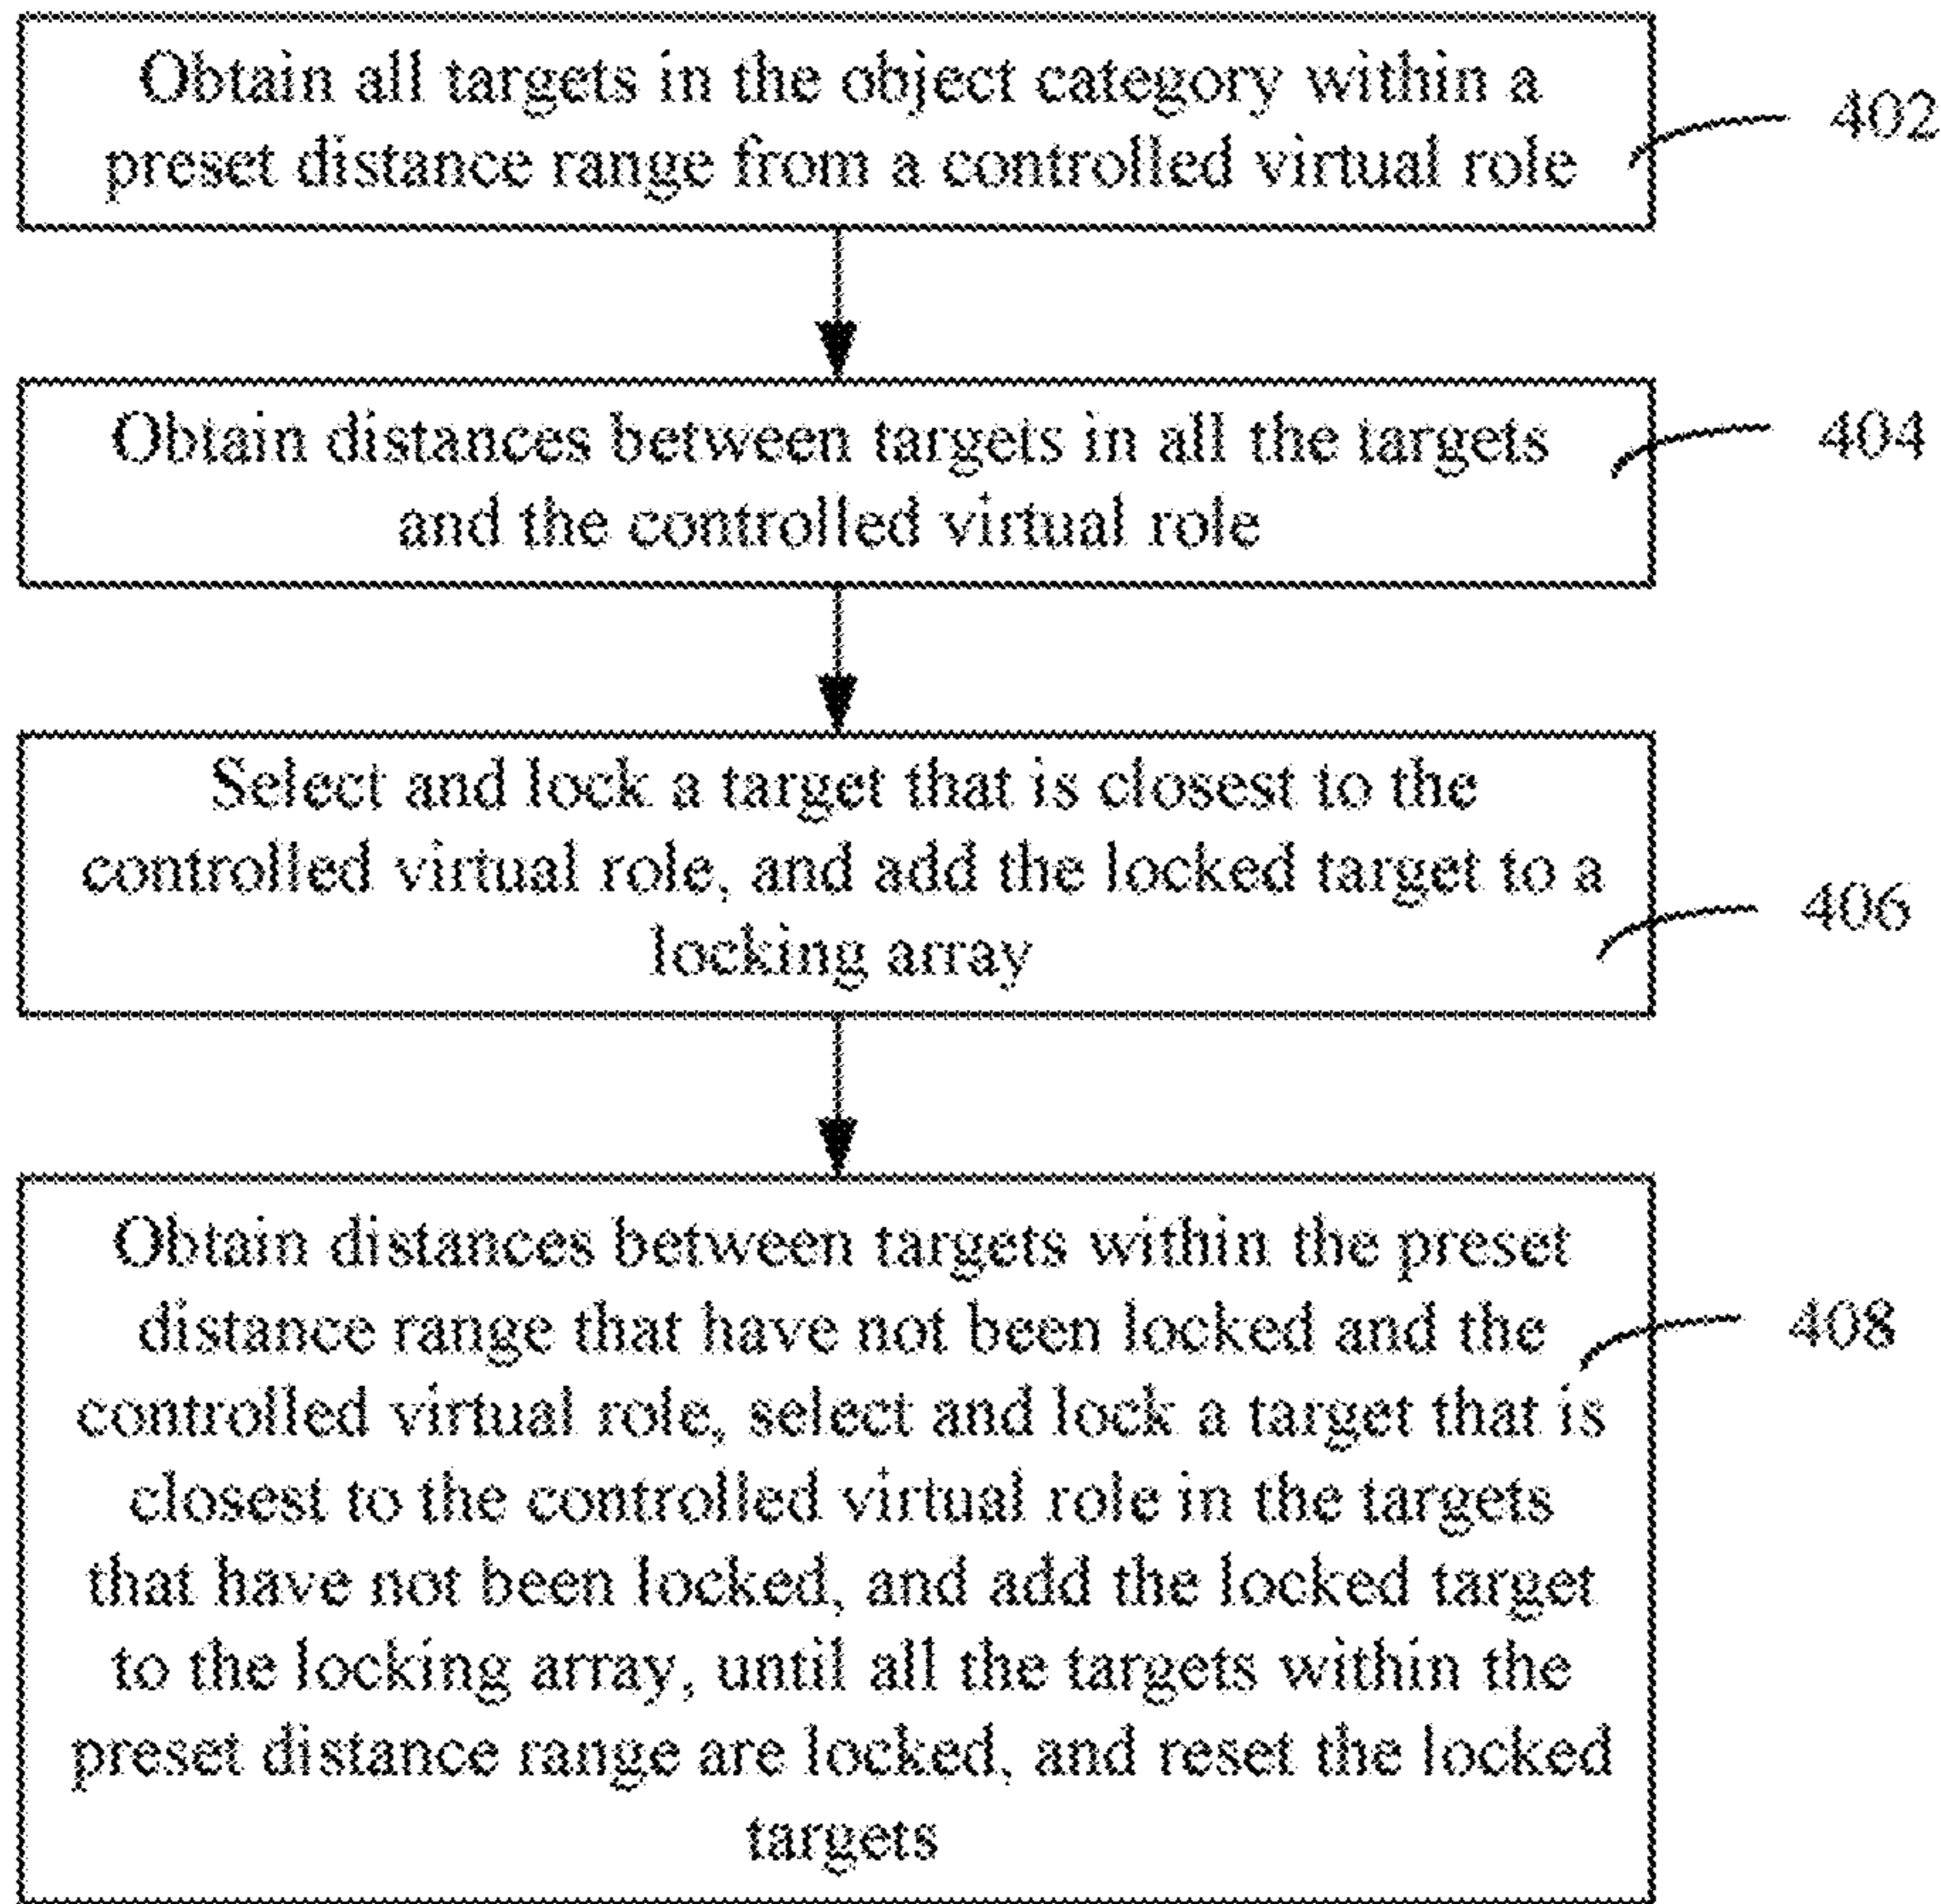 Obtain all targets in the object category within a
preset distance range from a controlled virtual role
402
Obtain distances between targets in all the targets
and the controlled virtual role
404
Select and lock a target that is closest to the
controlled virtual role, and add the locked target to a
locking array
406
Obtain distances between targets within the preset
distance range that have not been locked and the
controlled virtual role, select and lock a target that is
closest to the controlled virtual role in the targets
that have not been locked, and add the locked target
to the locking array, until all the targets within the
preset distance range are locked, and reset the locked
targets
408